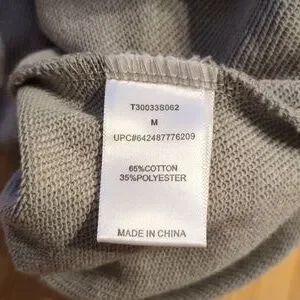 T30033S062
M
UPC#642487776209
65%COTTON
35%POLYESTER
MADE IN CHINA